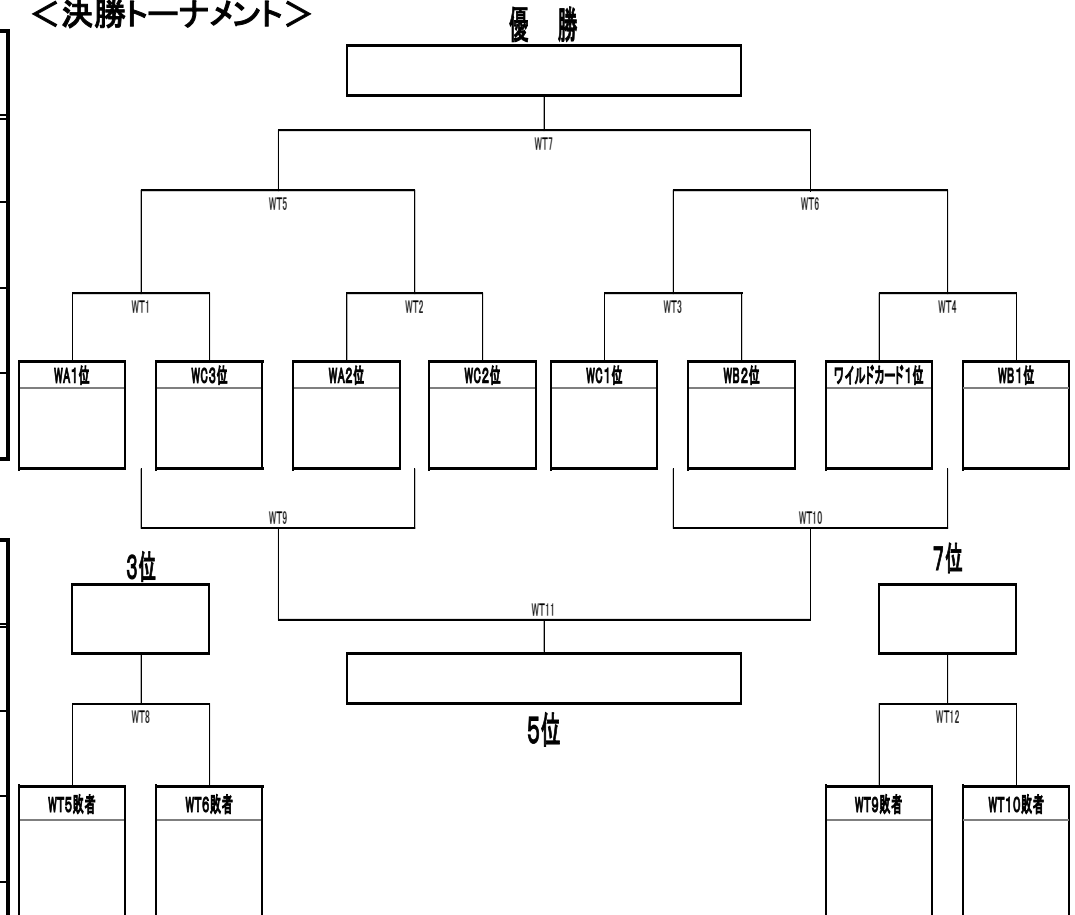 ＜決勝トーナメント＞
優　勝
WT7
WT5
WT6
WT1
WT2
WT3
WT4
WA1位
WC3位
WA2位
WC2位
WC1位
WB2位
ワイルドカード1位
WB1位
WT9
WT10
3位
7位
WT11
WT8
5位
WT12
WT5敗者
WT6敗者
WT9敗者
WT10敗者